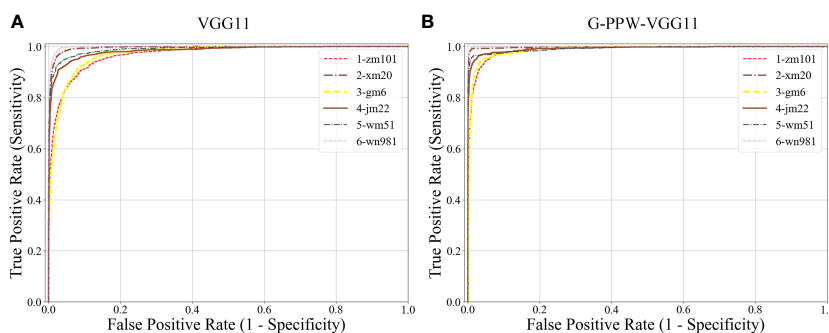 A
VGG11
1.0
0.8
0.6
0.4
0.2
0.0
True Positive Rate (Sensitivity)
1-zm101
2-xm20
3-gm6
4-jm22
5-wm51
6-wn981
0.0 0.2 0.4 0.6 0.8 1.0
False Positive Rate (1 - Specificity)
B
G-PPW-VGG11
1.0
0.8
0.6
0.4
0.2
0.0
True Positive Rate (Sensitivity)
1-zm101
2-xm20
3-gm6
4-jm22
5-wm51
6-wn981
0.0 0.2 0.4 0.6 0.8 1.0
False Positive Rate (1 - Specificity)